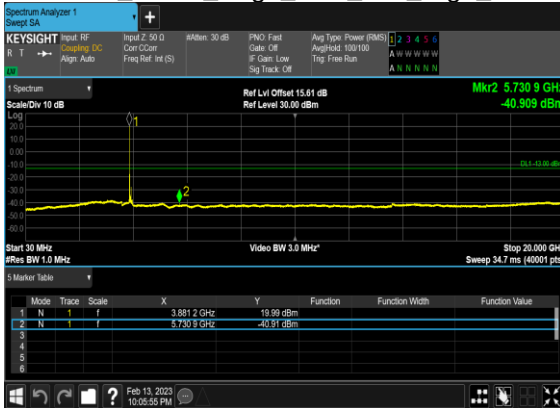 Spectrum Analyzer 1
Swept SA
+
KEYSIGHT Input: RF Input Z: 50 Ω #Atten: 30 dB PNO: Fast Avg Type: Power (RMS) 1 2 3 4 5 6
R T Coupling: DC Corr CCorr Gate: Off Avg|Hold: 100/100 A W W W W W
Align: Auto Freq Ref: Int (S) IF Gain: Low Trig: Free Run
Sig Track: Off A N N N N N
1 Spectrum
Ref Lvl Offset 15.61 dB Mkr2 5.730 9 GHz
Scale/Div 10 dB Ref Level 30.00 dBm -40.909 dBm
Log
20.0
10.0
0.00
-10.0
DL1 -13.00 dBm
-20.0
-30.0
-40.0
-50.0
-60.0
1
2
Start 30 MHz Video BW 3.0 MHz* Stop 20.000 GH
#Res BW 1.0 MHz Sweep 34.7 ms (40001 pts
5 Marker Table
Mode Trace Scale X Y Function Function Width Function Value
1 N 1 f 3.881 2 GHz 19.99 dBm
2 N 1 f 5.730 9 GHz -40.91 dBm
3
4
5
6
? Feb 13, 2023
10:05:55 PM